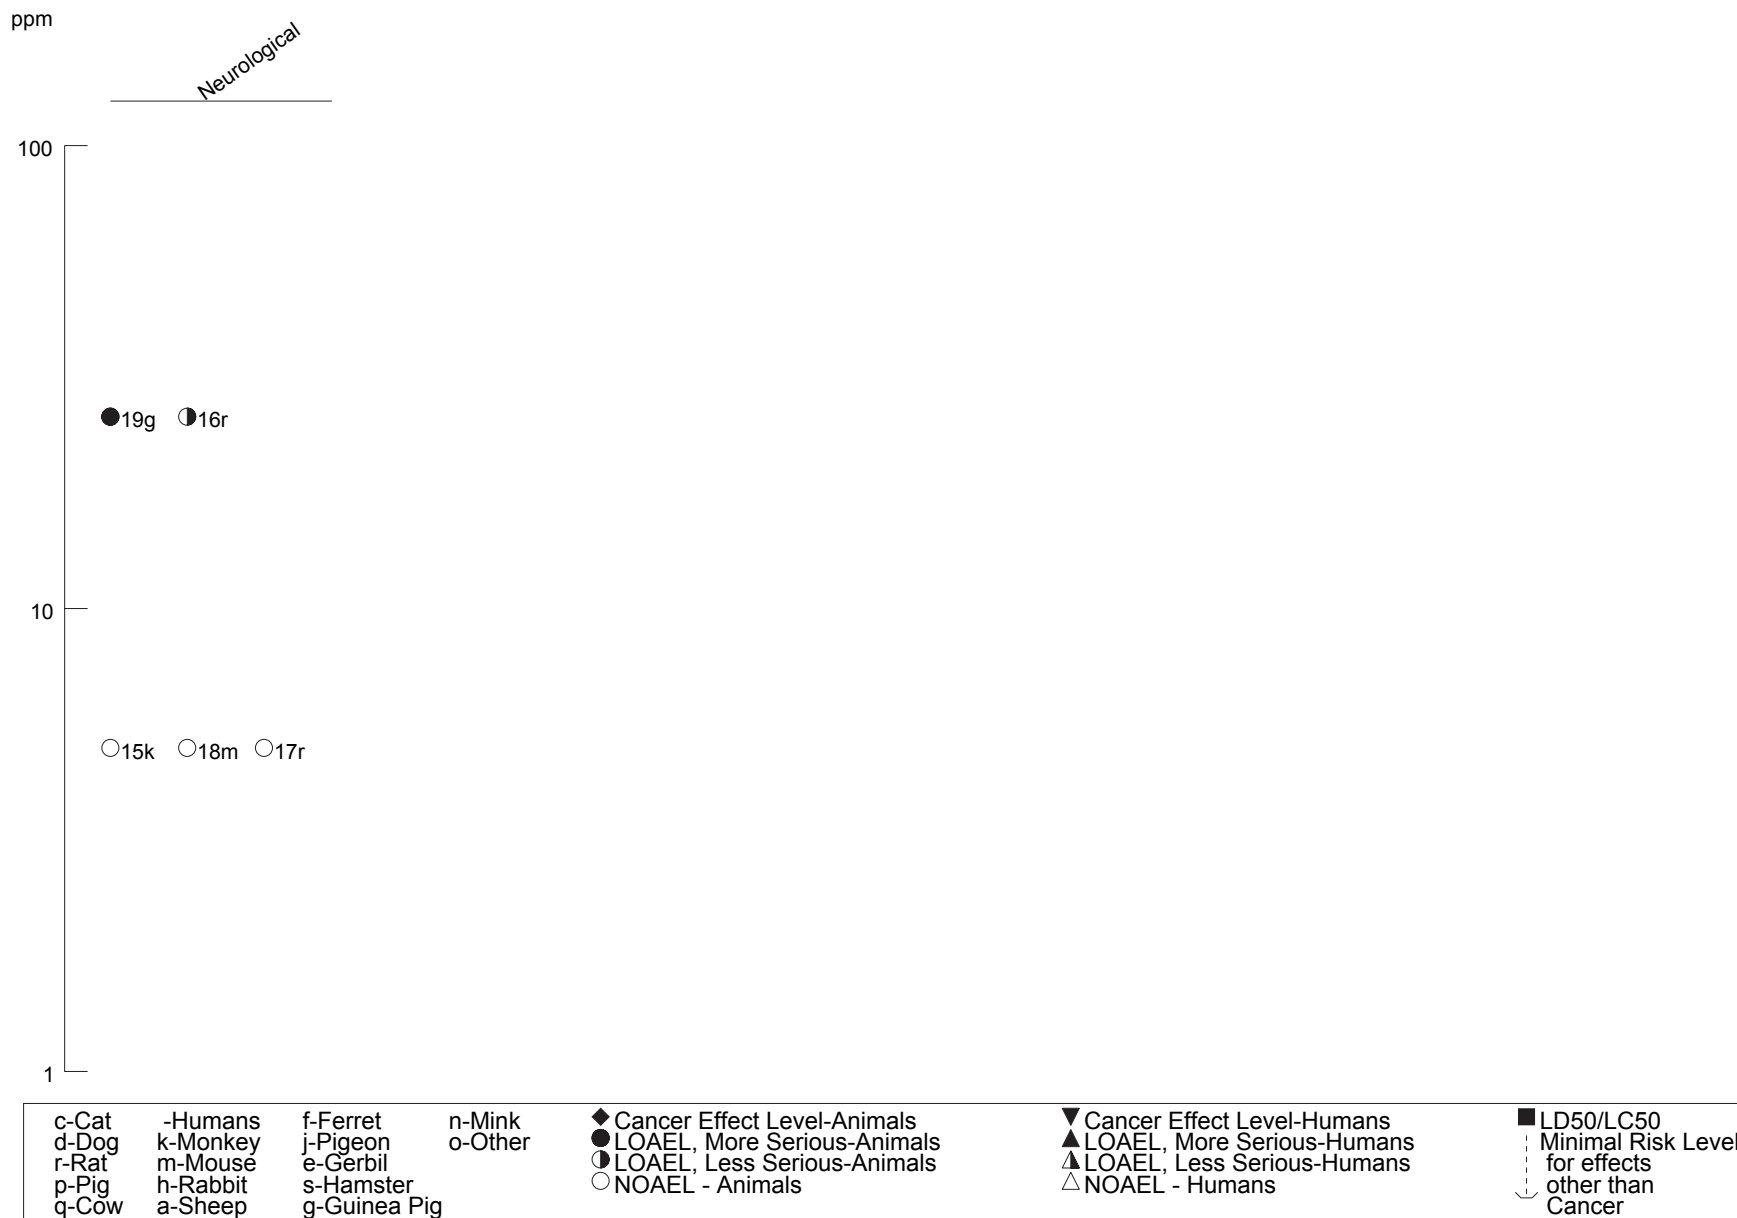 ppm
Neurological
100
19g 16r
10
15k 18m 17r
1
c-Cat -Humans f-Ferret n-Mink
d-Dog k-Monkey j-Pigeon o-Other
r-Rat m-Mouse e-Gerbil
p-Pig h-Rabbit s-Hamster
q-Cow a-Sheep g-Guinea Pig
Cancer Effect Level-Animals
LOAEL, More Serious-Animals
LOAEL, Less Serious-Animals
NOAEL - Animals
Cancer Effect Level-Humans
LOAEL, More Serious-Humans
LOAEL, Less Serious-Humans
NOAEL - Humans
LD50/LC50
Minimal Risk Level
for effects
other than
Cancer